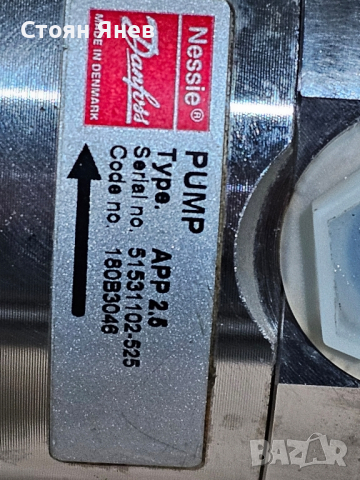 Стоян Янев
Nessie®
Danfoss
MADE IN DENMARK
PUMP
Type. APP 2.5
Serial no. 51531102-525
Code no. 180B3046
BAZAR